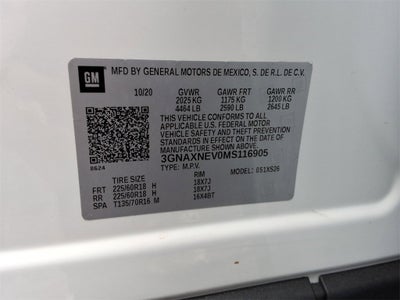 GM MFD BY GENERAL MOTORS DE MEXICO, S. DE R.L. DE C.V.
10/20 GVWR GAWR FRT GAWR RR
2025 KG 1175 KG 1200 KG
4464 LB 2590 LB 2645 LB
THIS VEHICLE CONFORMS TO ALL
APPLICABLE U.S. FEDERAL MOTOR
VEHICLE SAFETY AND THEFT PREVENTION
STANDARDS IN EFFECT ON THE DATE OF
MANUFACTURE SHOWN ABOVE.
3GNAXNEV0MS116905
8624 TYPE: M.P.V. 051XS26
TIRE SIZE RIM
FRT 225/60R18 H 18X7J
RR 225/60R18 H 18X7J
SPA T135/70R16 M 16X4BT